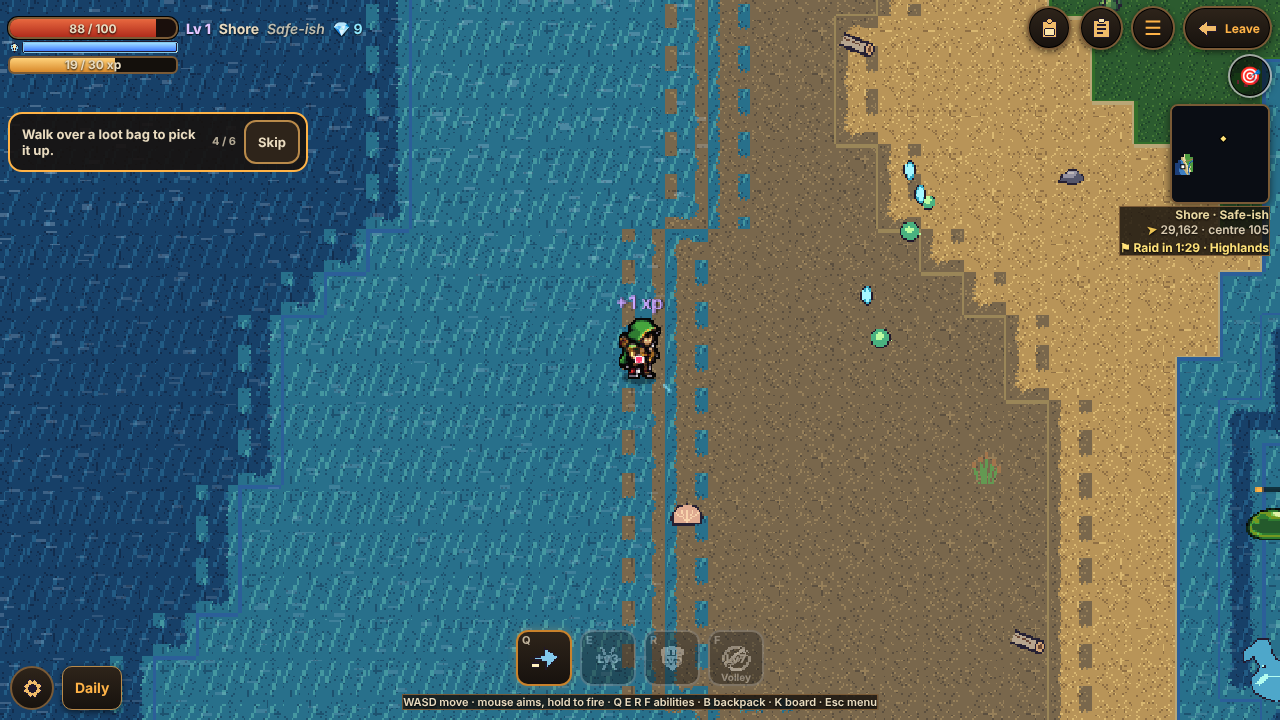 88 / 100
Lv 1 Shore Safe-ish 9
19 / 30 xp
Leave
Walk over a loot bag to pick it up.
4 / 6
Skip
Shore · Safe-ish
29,162 · centre 105
Raid in 1:29 · Highlands
+1 xp
Q
E
R
F
Lv3
Volley
Daily
WASD move · mouse aims, hold to fire · Q E R F abilities · B backpack · K board · Esc menu